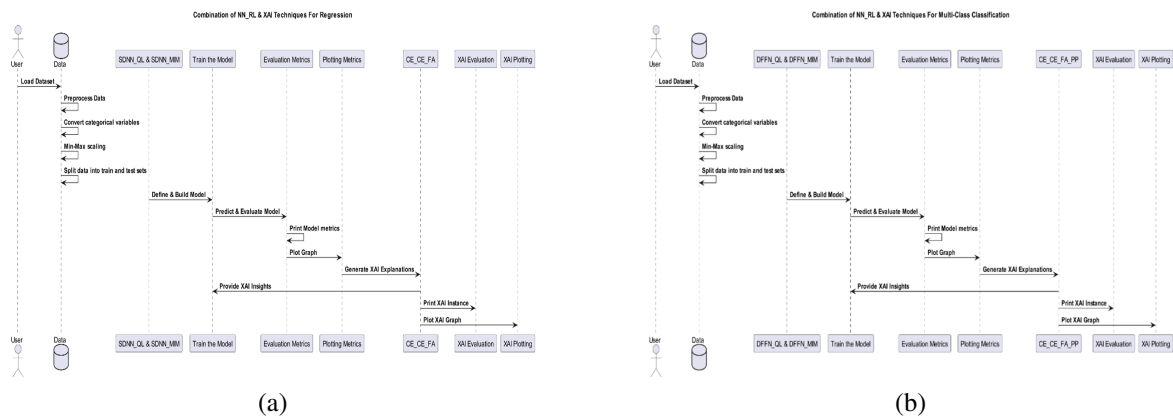 Combination of NN_RL & XAI Techniques For Regression
User
Data
SDNN_QL & SDNN_MIM
Train the Model
Evaluation Metrics
Plotting Metrics
CE_CE_FA
XAI Evaluation
XAI Plotting
Load Dataset
Preprocess Data
Convert categorical variables
Min-Max scaling
Split data into train and test sets
Define & Build Model
Predict & Evaluate Model
Print Model metrics
Plot Graph
Generate XAI Explanations
Provide XAI Insights
Print XAI Instance
Plot XAI Graph
User
Data
SDNN_QL & SDNN_MIM
Train the Model
Evaluation Metrics
Plotting Metrics
CE_CE_FA
XAI Evaluation
XAI Plotting
(a)
Combination of NN_RL & XAI Techniques For Multi-Class Classification
User
Data
DFFN_QL & DFFN_MIM
Train the Model
Evaluation Metrics
Plotting Metrics
CE_CE_FA_PP
XAI Evaluation
XAI Plotting
Load Dataset
Preprocess Data
Convert categorical variables
Min-Max scaling
Split data into train and test sets
Define & Build Model
Predict & Evaluate Model
Print Model metrics
Plot Graph
Generate XAI Explanations
Provide XAI Insights
Print XAI Instance
Plot XAI Graph
User
Data
DFFN_QL & DFFN_MIM
Train the Model
Evaluation Metrics
Plotting Metrics
CE_CE_FA_PP
XAI Evaluation
XAI Plotting
(b)